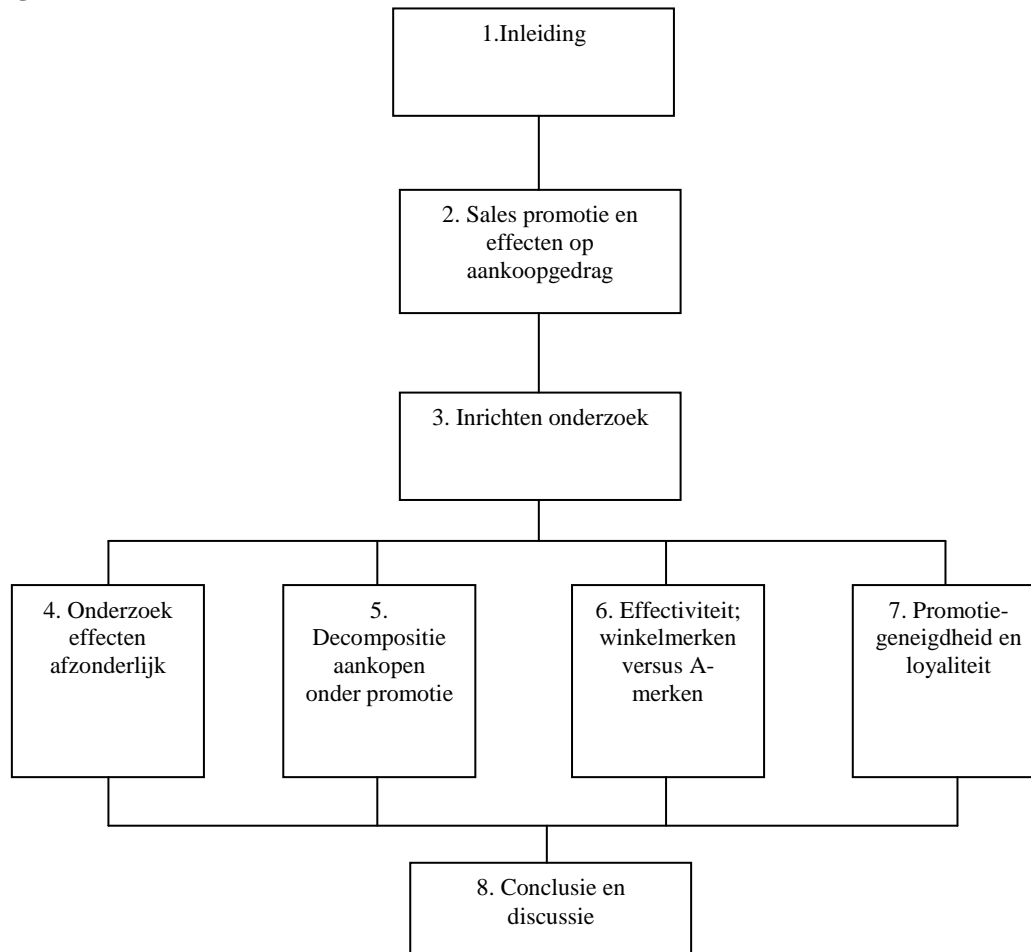 1.Inleiding
2. Sales promotie en
effecten op
aankoopgedrag
3. Inrichten onderzoek
4. Onderzoek
effecten
afzonderlijk
5.
Decompositie
aankopen
onder promotie
6. Effectiviteit;
winkelmerken
versus A-
merken
7. Promotie-
geneigdheid en
loyaliteit
8. Conclusie en
discussie